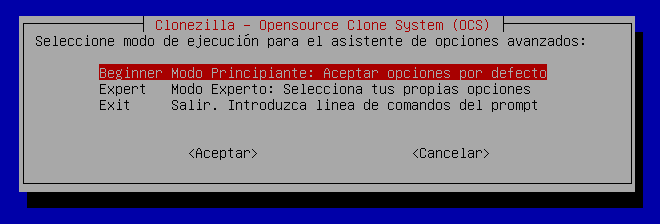 Clonezilla - Opensource Clone System (OCS)
Seleccione modo de ejecución para el asistente de opciones avanzados:
Beginner Modo Principiante: Aceptar opciones por defecto
Expert Modo Experto: Selecciona tus propias opciones
Exit Salir. Introduzca linea de comandos del prompt
<Aceptar> <Cancelar>